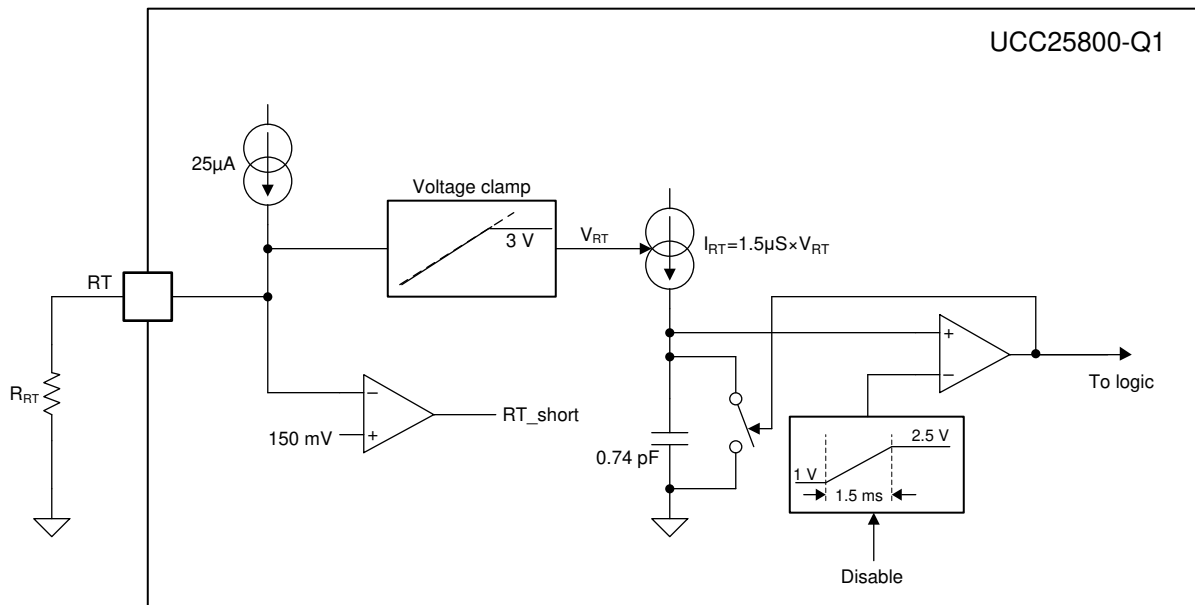 UCC25800-Q1
25µA
Voltage clamp
3 V
V_RT
I_RT=1.5µS×V_RT
RT
R_RT
−
+
150 mV
RT_short
+
−
To logic
0.74 pF
1 V
2.5 V
1.5 ms
Disable